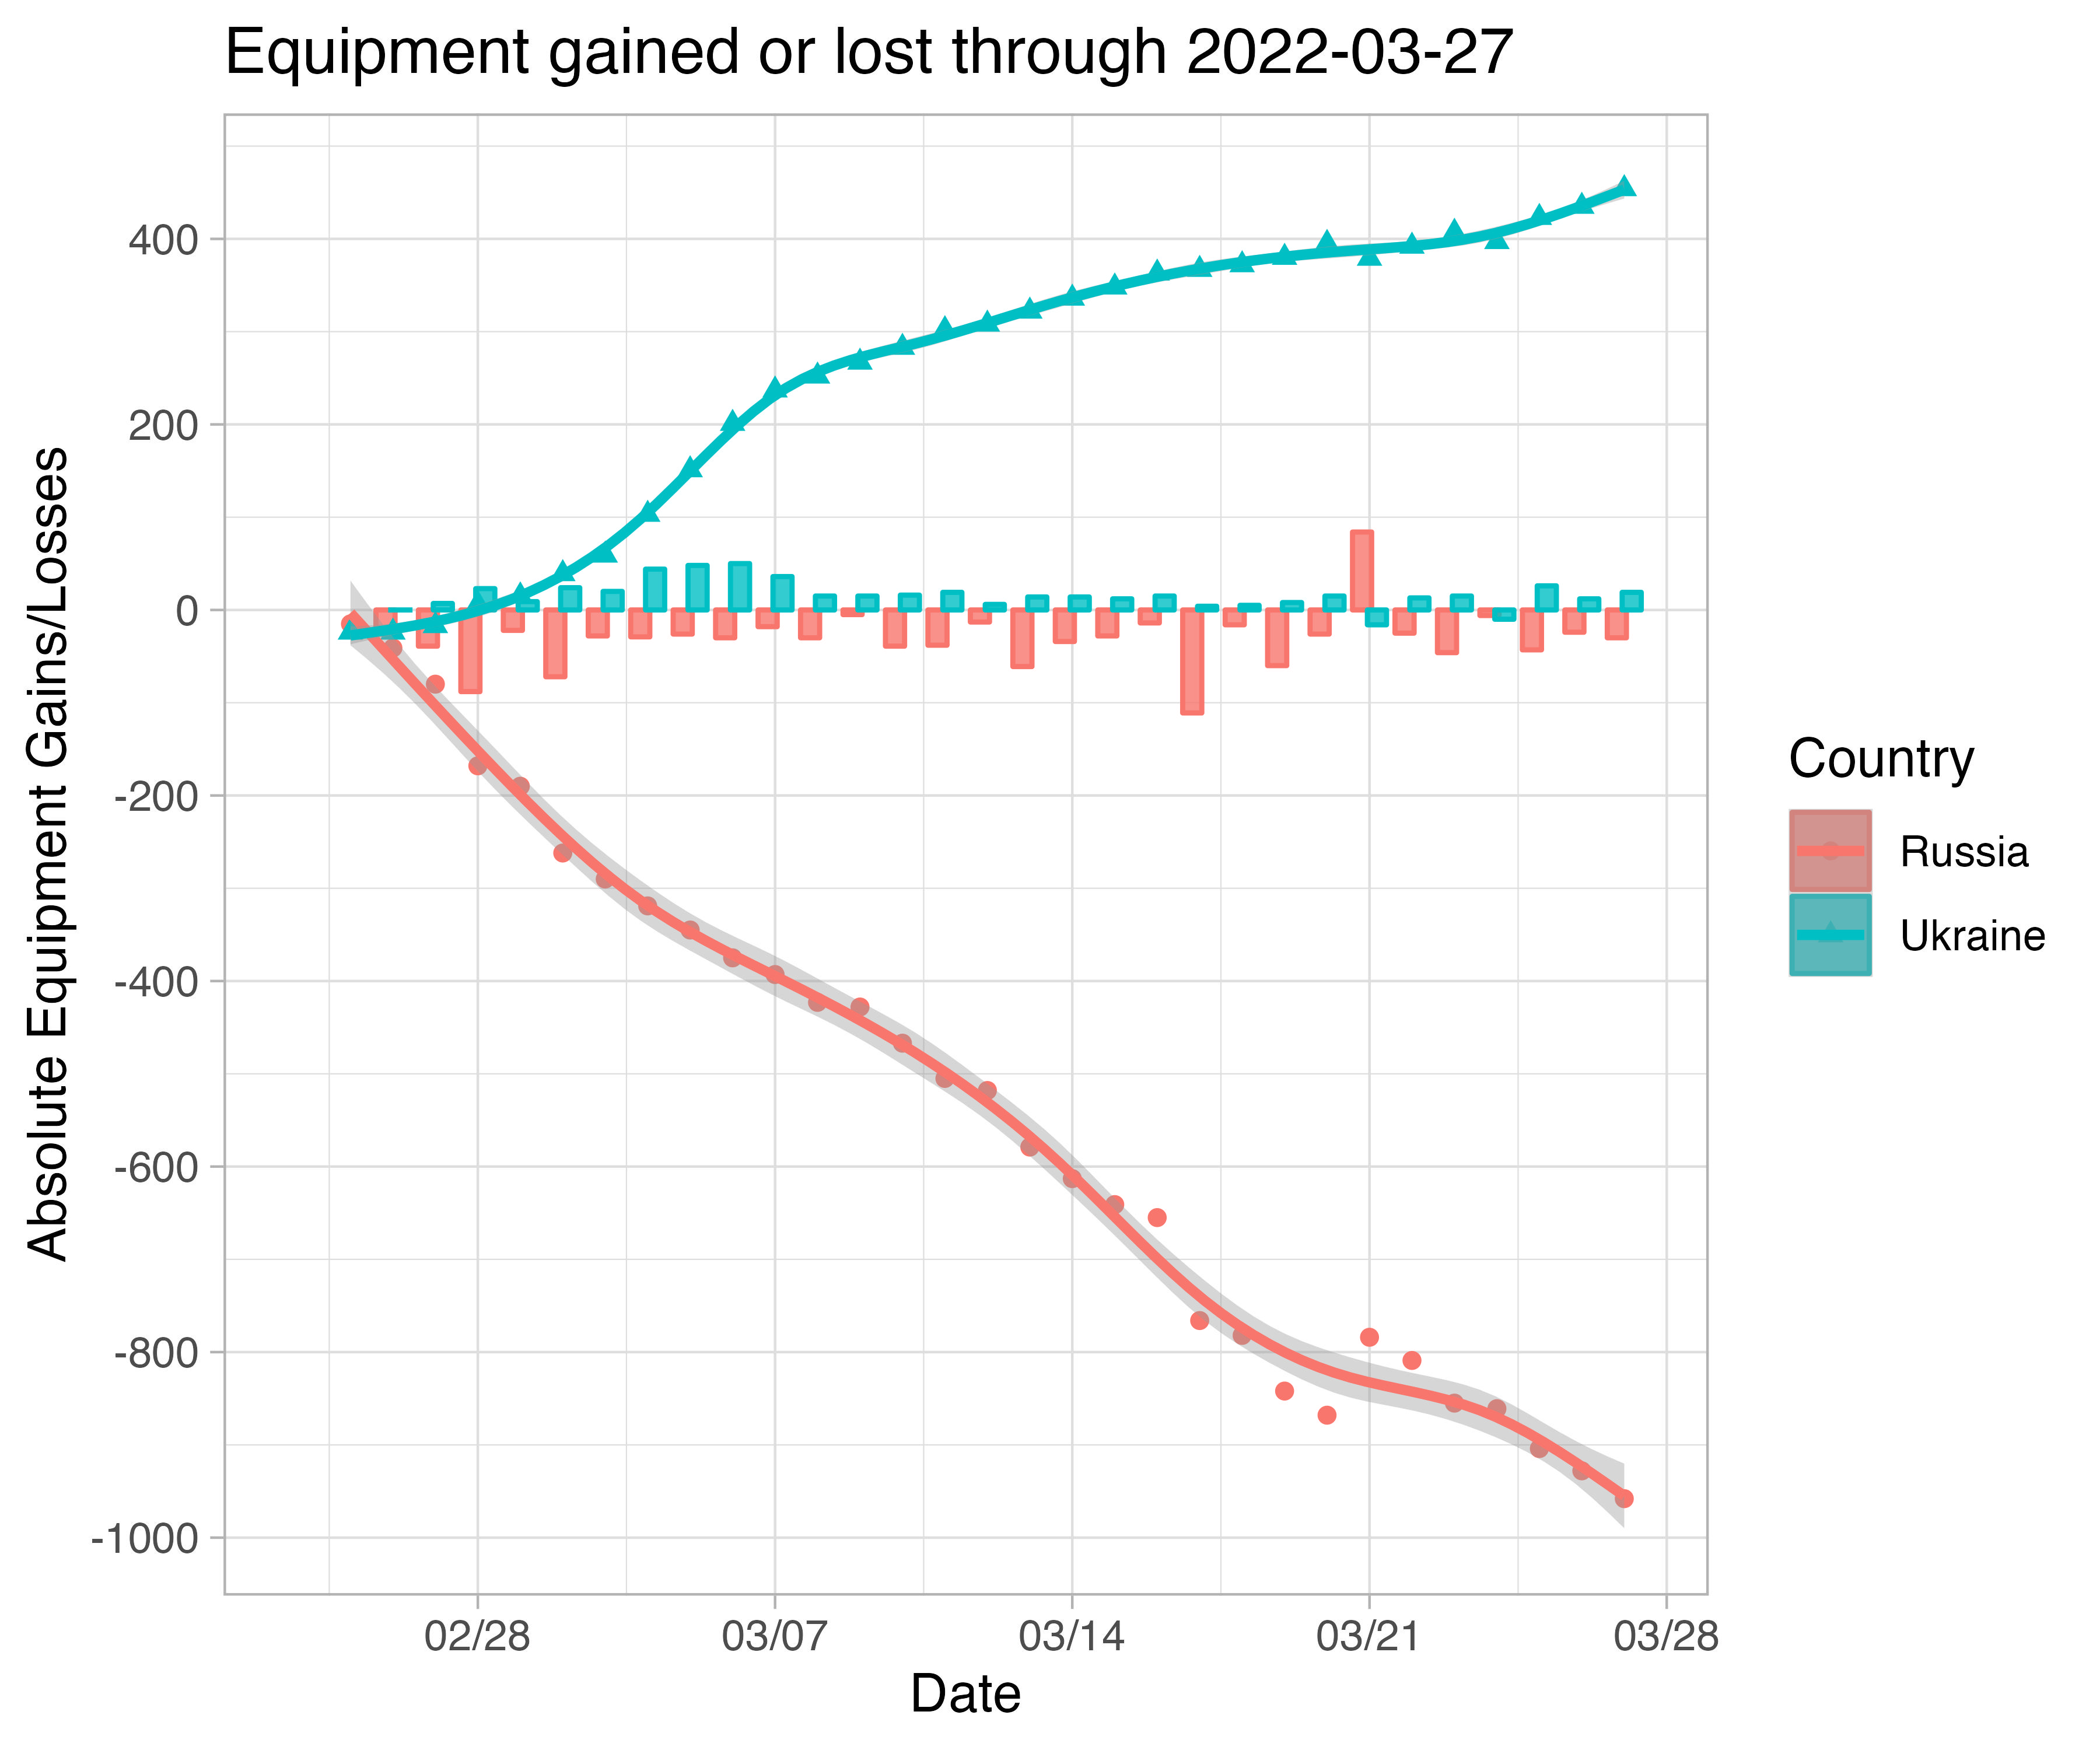 Equipment gained or lost through 2022-03-27
Absolute Equipment Gains/Losses
400
200
0
-200
-400
-600
-800
-1000
02/28 03/07 03/14 03/21 03/28
Date
Country
Russia
Ukraine